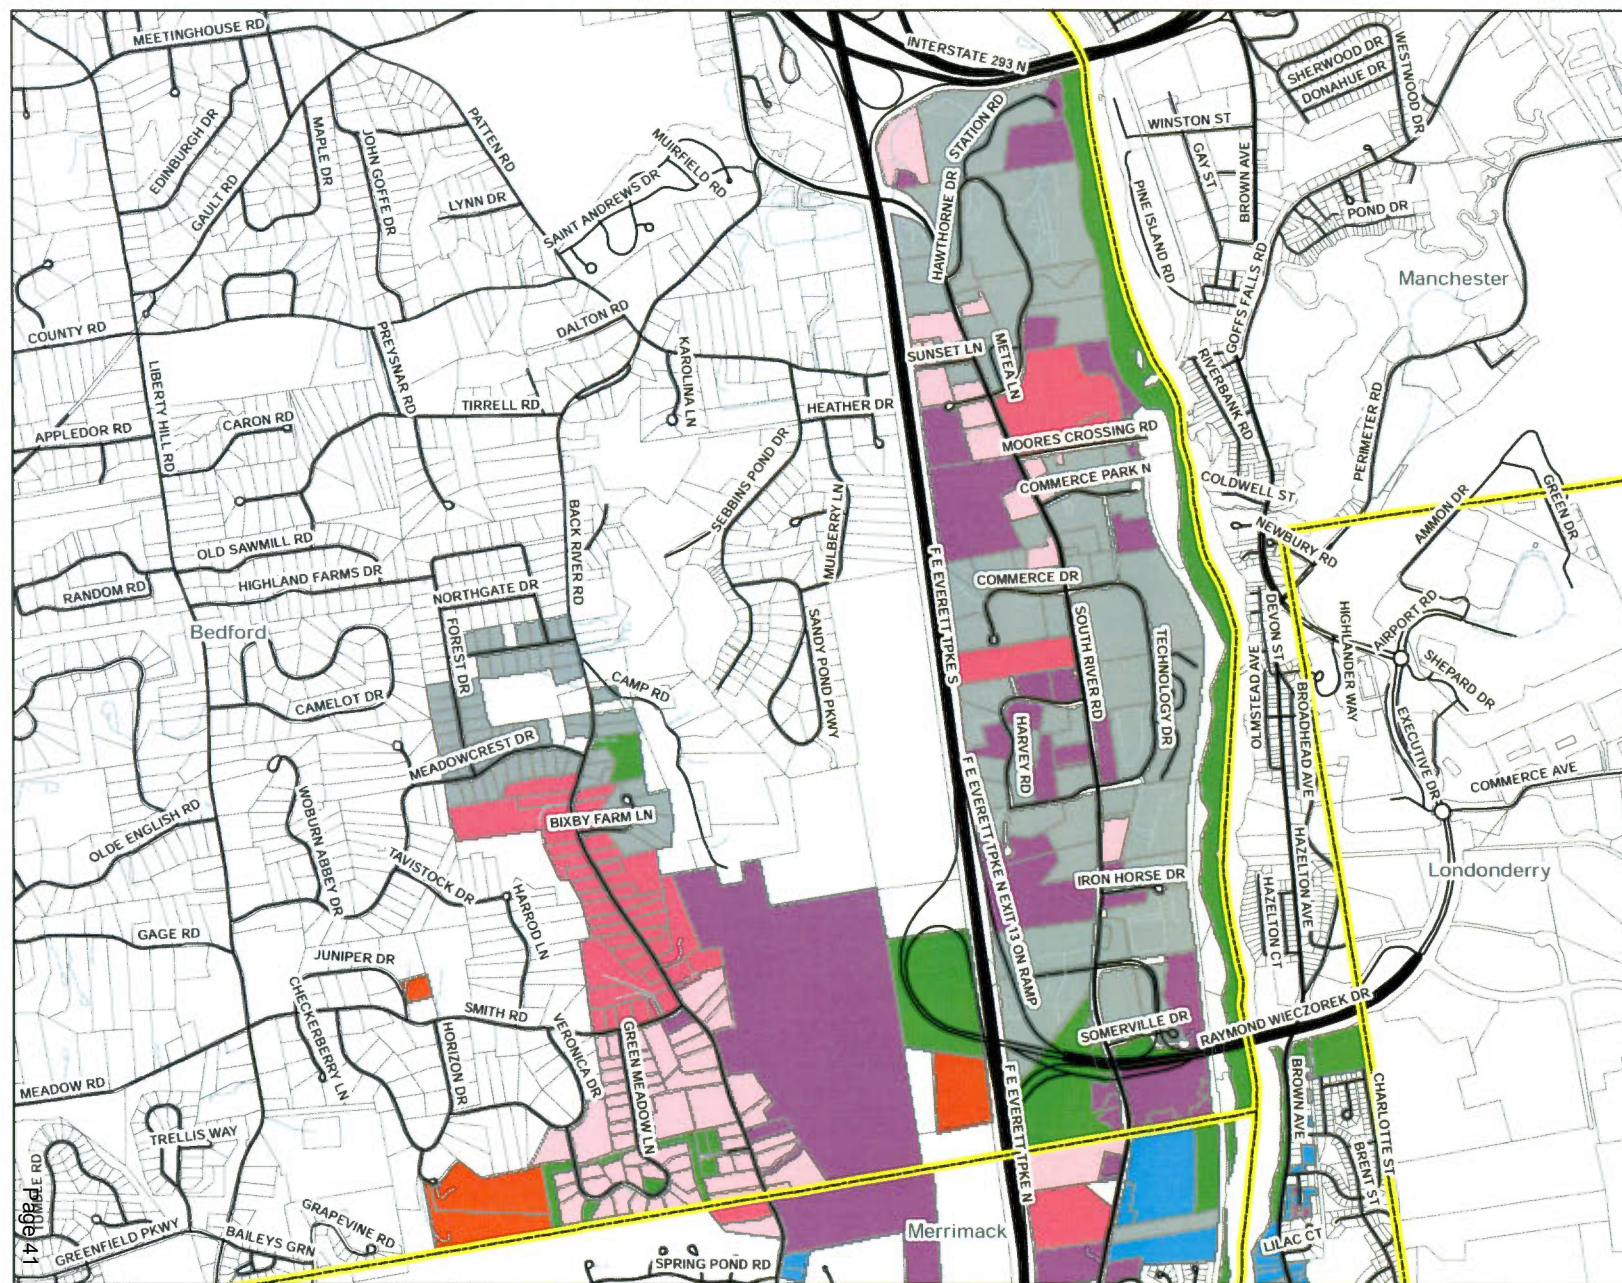 MEETINGHOUSE RD
INTERSTATE 293 N
SHERWOOD DR
DONAHUE DR
WESTWOOD DR
EDINBURGH DR
MAPLE DR
JOHN GOFFE DR
PATTEN RD
MUIRFIELD RD
STATION RD
WINSTON ST
GAY ST
BROWN AVE
GAULT RD
LYNN DR
SAINT ANDREWS DR
HAWTHORNE DR
PINE ISLAND RD
POND DR
GOFFS FALLS RD
Manchester
COUNTY RD
PREYSNAR RD
DALTON RD
KAROLINA LN
SUNSET LN
METEA LN
RIVERBANK RD
PERIMETER RD
LIBERTY HILL RD
TIRRELL RD
HEATHER DR
APPLEDOR RD
CARON RD
MOORES CROSSING RD
SEBBINS POND DR
COMMERCE PARK N
COLDWELL ST
AMMON DR
GREEN DR
BACK RIVER RD
MULBERRY LN
NEWBURY RD
OLD SAWMILL RD
HIGHLAND FARMS DR
RANDOM RD
NORTHGATE DR
COMMERCE DR
F E EVERETT TPKE S
Bedford
FOREST DR
SANDY POND PKWY
SOUTH RIVER RD
TECHNOLOGY DR
DEVON ST
HIGHLANDER WAY
AIRPORT RD
SHEPARD DR
OLMSTEAD AVE
BROADHEAD AVE
CAMP RD
CAMELOT DR
HARVEY RD
EXECUTIVE DR
MEADOWCREST DR
F E EVERETT TPKE N EXIT 13 ON RAMP
COMMERCE AVE
WOBURN ABBEY DR
OLDE ENGLISH RD
BIXBY FARM LN
HAZELTON AVE
TAVISTOCK DR
IRON HORSE DR
Londonderry
HARROD LN
HAZELTON CT
GAGE RD
JUNIPER DR
CHECKERBERRY LN
SMITH RD
HORIZON DR
VERONICA DR
GREEN MEADOW LN
SOMERVILLE DR
RAYMOND WIECZOREK DR
MEADOW RD
F E EVERETT TPKE N
BROWN AVE
CHARLOTTE ST
BRENT ST
TRELLIS WAY
Page 41
GREENFIELD PKWY
BAILEYS GRN
GRAPEVINE RD
Merrimack
LILAC CT
SPRING POND RD